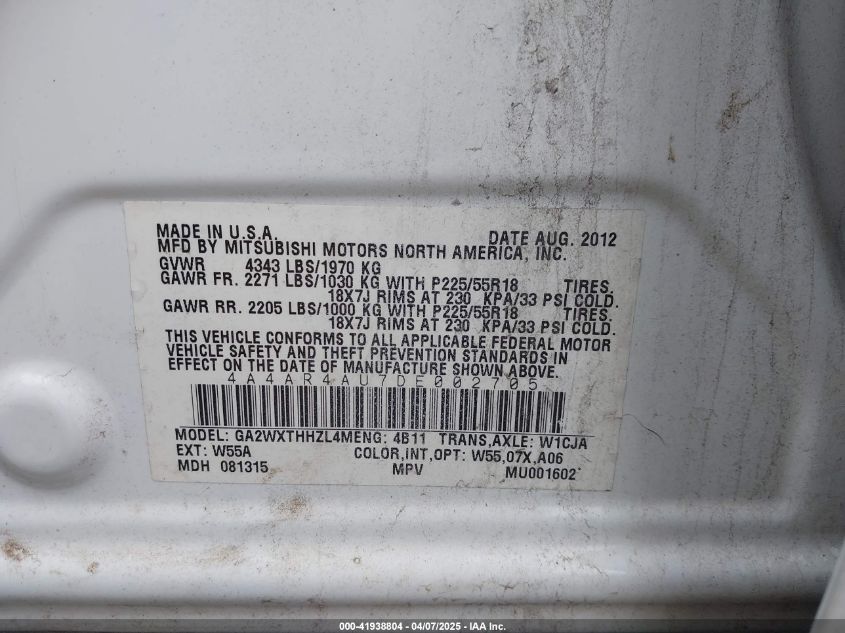 MADE IN U.S.A. DATE AUG. 2012
MFD BY MITSUBISHI MOTORS NORTH AMERICA, INC.
GVWR 4343 LBS/1970 KG
GAWR FR. 2271 LBS/1030 KG WITH P225/55R18 TIRES.
18X7J RIMS AT 230 KPA/33 PSI COLD.
GAWR RR. 2205 LBS/1000 KG WITH P225/55R18 TIRES.
18X7J RIMS AT 230 KPA/33 PSI COLD.
THIS VEHICLE CONFORMS TO ALL APPLICABLE FEDERAL MOTOR
VEHICLE SAFETY AND THEFT PREVENTION STANDARDS IN
EFFECT ON THE DATE OF MANUFACTURE SHOWN ABOVE.
4A4AR4AU7DE002705
MODEL: GA2WXTHHZL4MENG: 4B11 TRANS,AXLE: W1CJA
EXT: W55A COLOR,INT,OPT: W55,07X,A06
MDH 081315 MPV MU001602
000-41938804 - 04/07/2025 - IAA Inc.